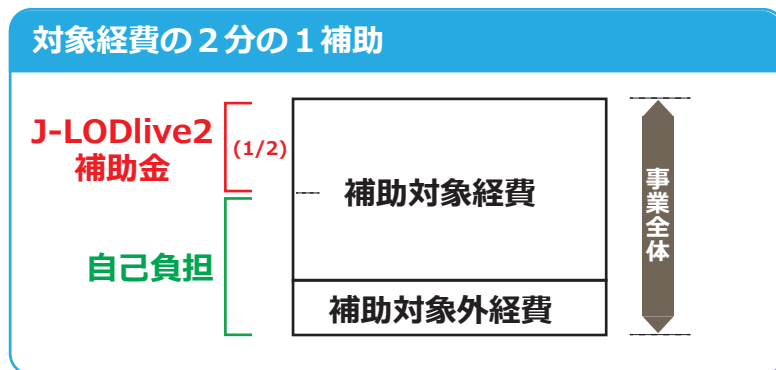 対象経費の２分の１補助
J-LODlive2
補助金
(1/2)
補助対象経費
自己負担
補助対象外経費
事業全体